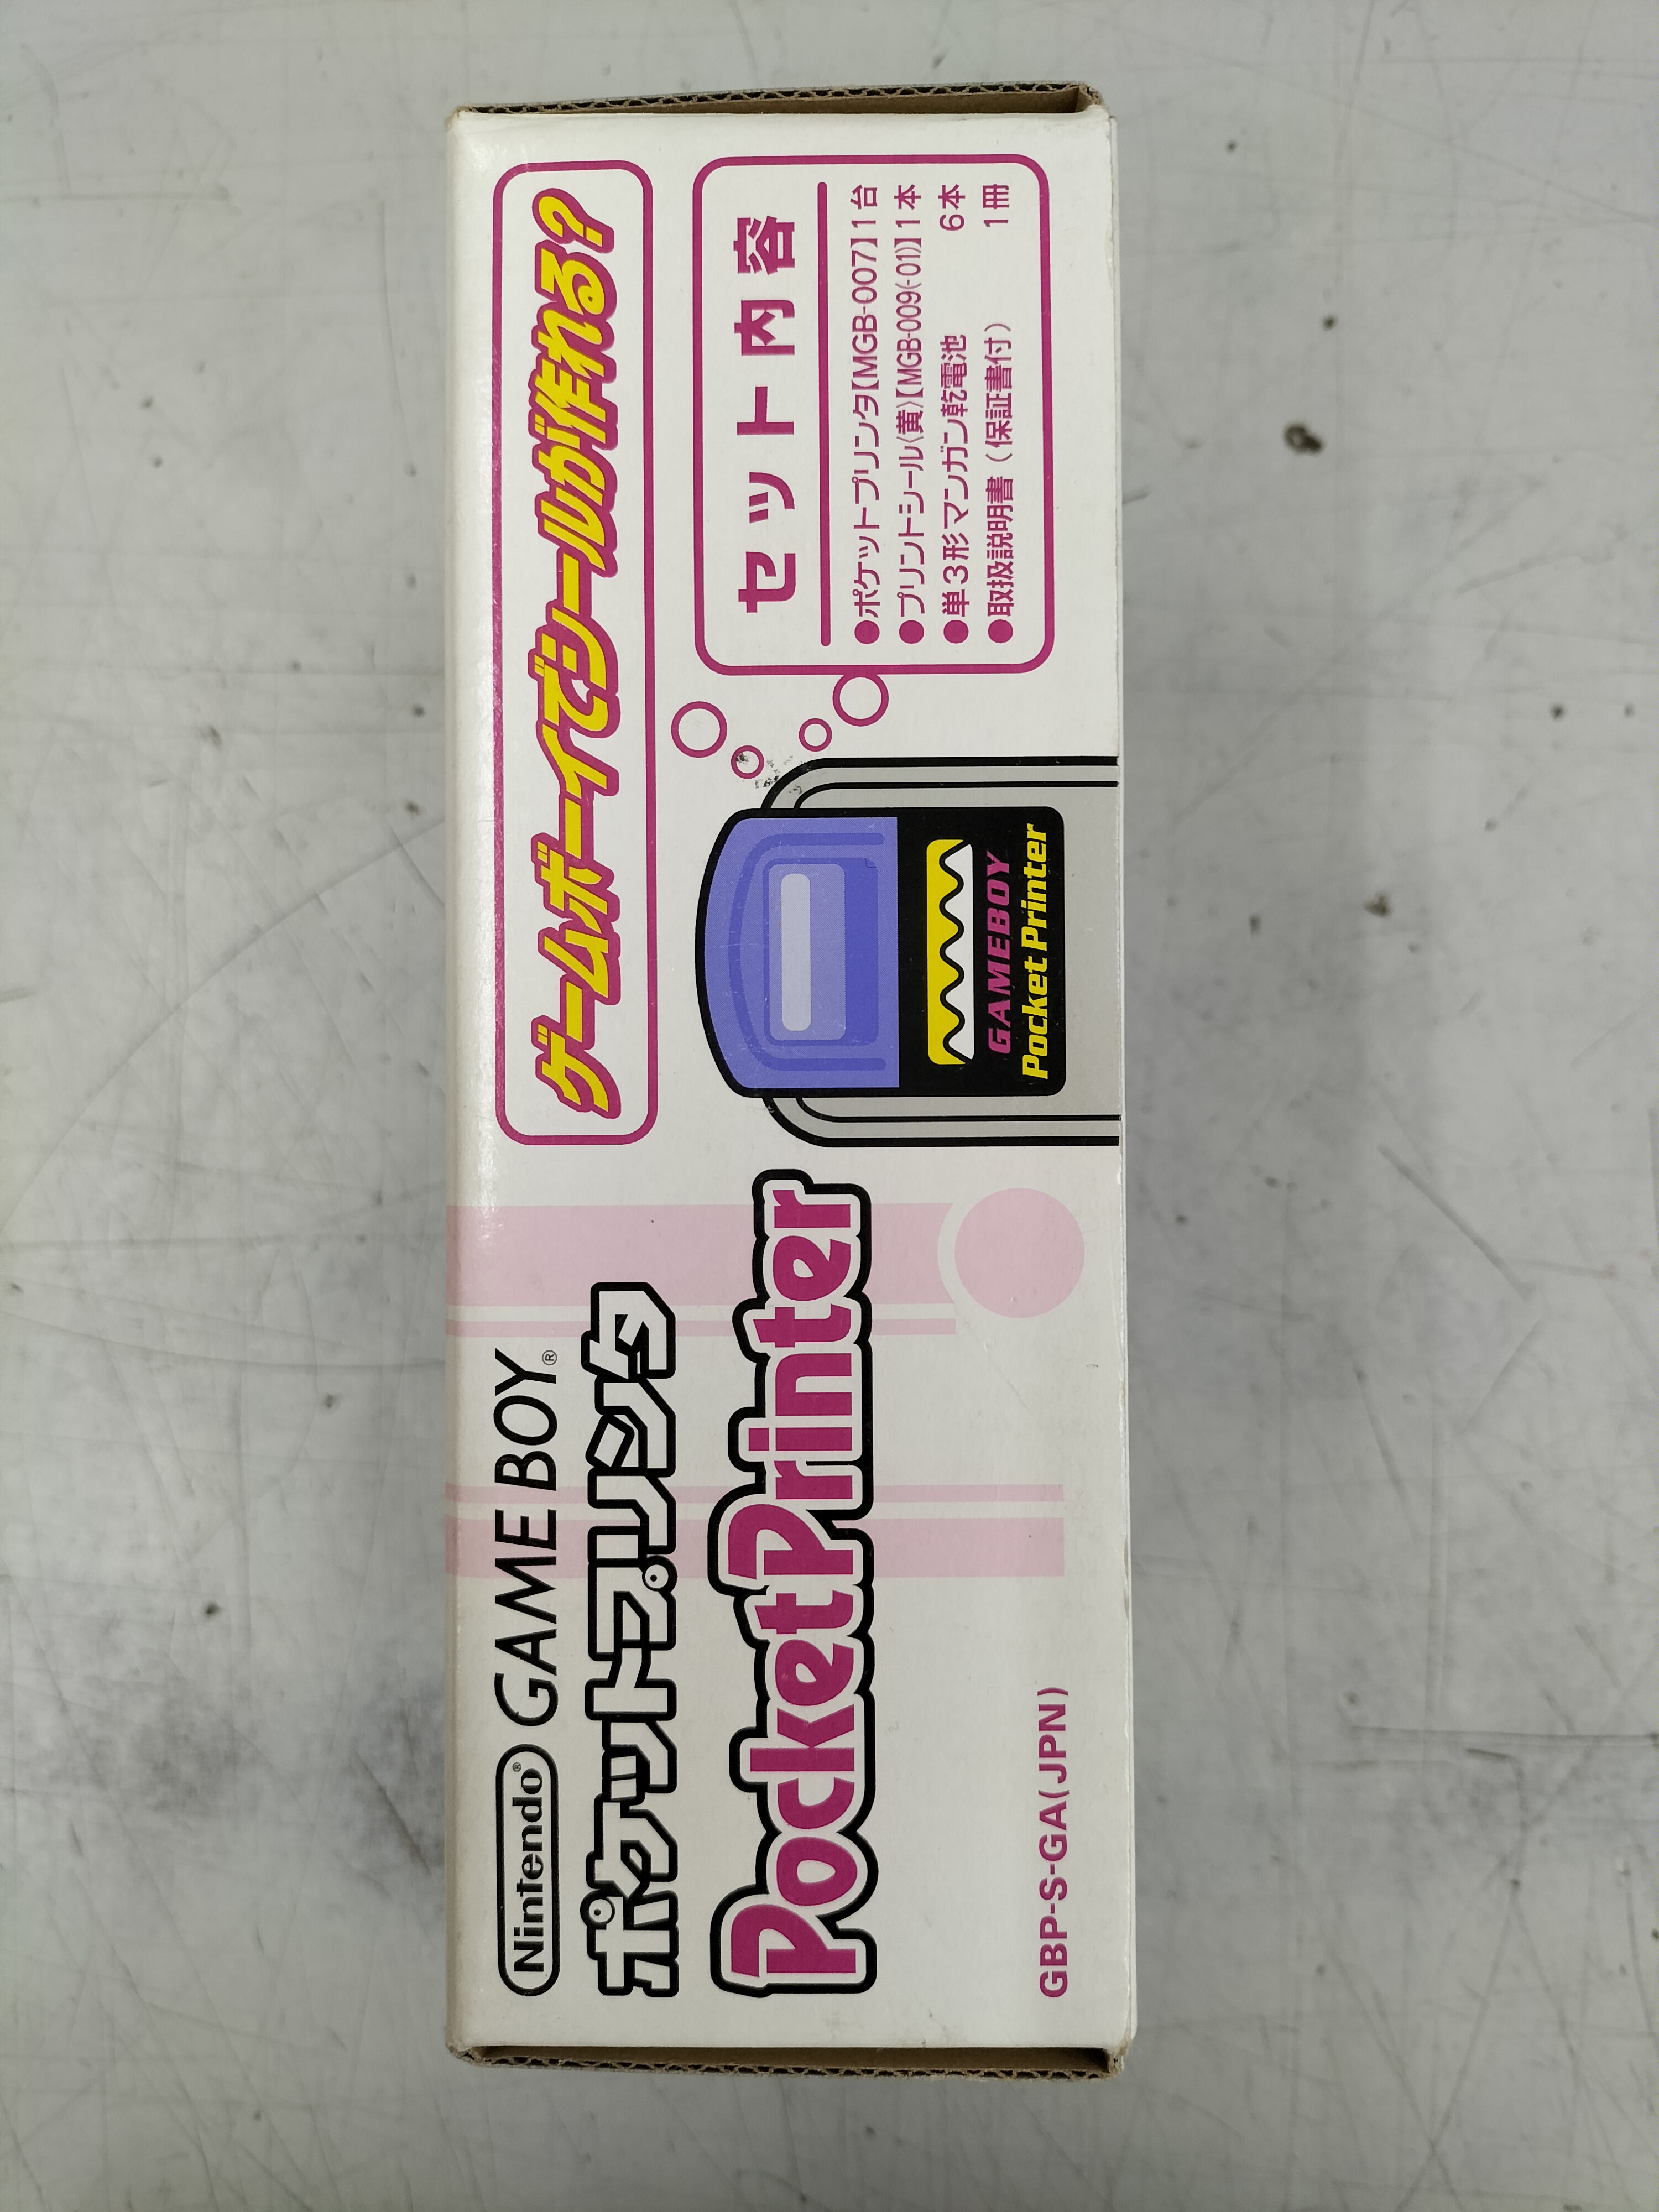 Nintendo® GAME BOY®
ポケットプリンタ
Pocket Printer
GBP-S-GA(JPN)
ゲームボーイでシールが作れる?
GAMEBOY
Pocket Printer
セット内容
●ポケットプリンタ【MGB-007】1台
●プリントシール〈黄〉【MGB-009(-01)】1本
●単3形マンガン乾電池 6本
●取扱説明書(保証書付) 1冊